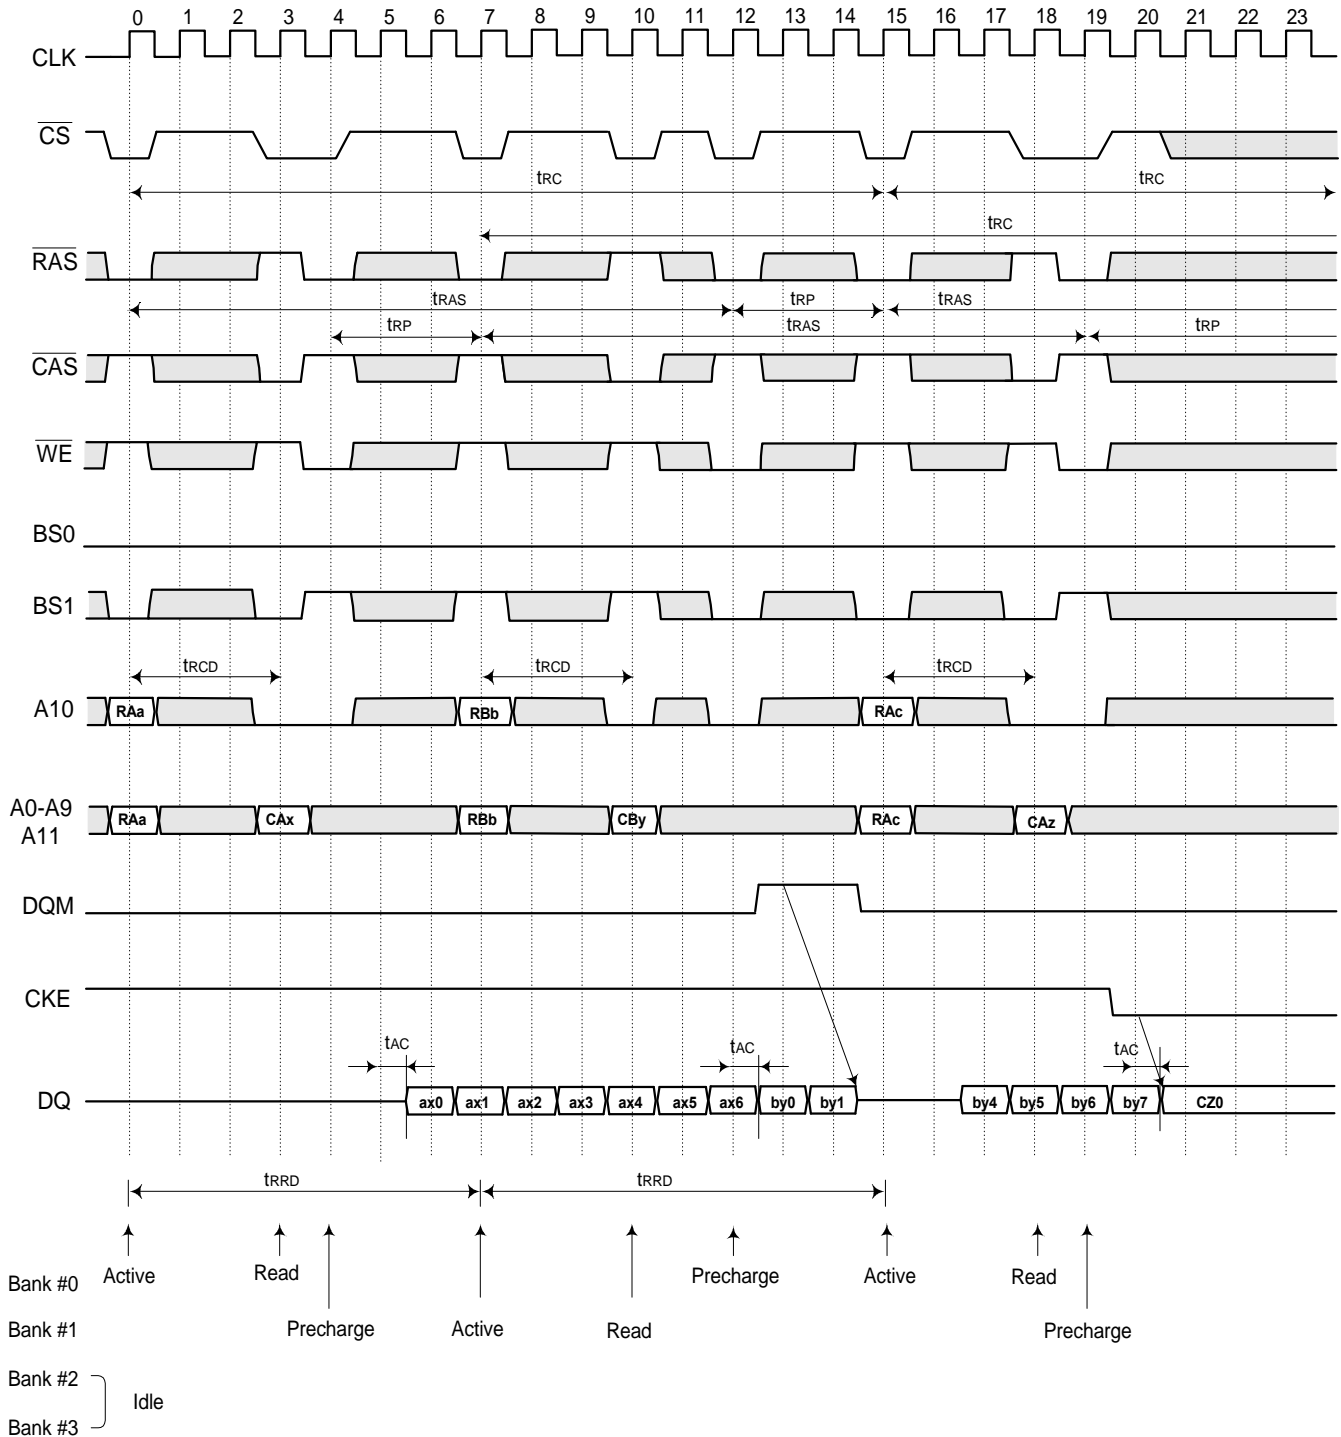 0 1 2 3 4 5 6 7 8 9 10 11 12 13 14 15 16 17 18 19 20 21 22 23
CLK
CS
tRC tRC
tRC
RAS
tRAS tRP tRAS
tRP tRAS tRP
CAS
WE
BS0
BS1
tRCD tRCD tRCD
A10 RAa RBb RAc
A0-A9 RAa CAx RBb CBy RAc CAz
A11
DQM
CKE
tAC tAC tAC
DQ ax0 ax1 ax2 ax3 ax4 ax5 ax6 by0 by1 by4 by5 by6 by7 CZ0
tRRD tRRD
Bank #0 Active Read Precharge Active Read
Bank #1 Precharge Active Read Precharge
Bank #2
Idle
Bank #3